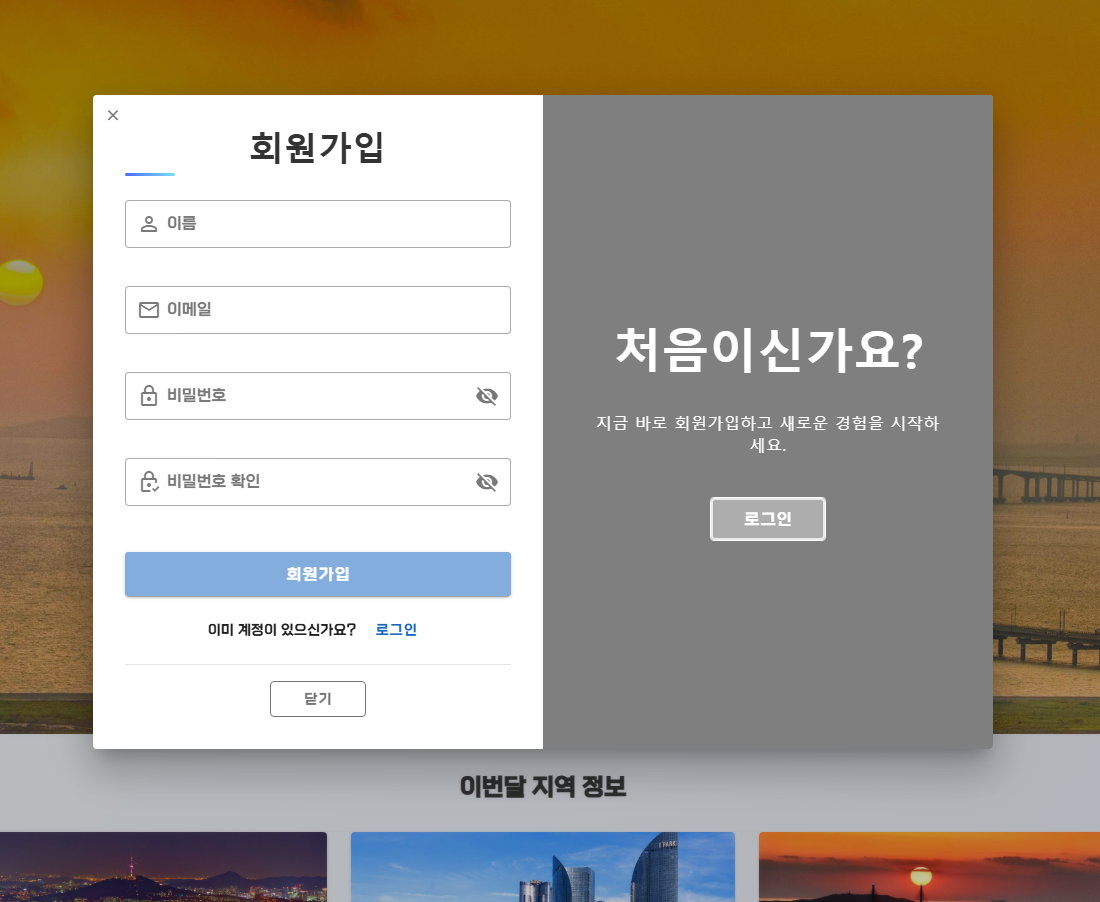 회원가입
이름
이메일
비밀번호
비밀번호 확인
회원가입
이미 계정이 있으신가요? 로그인
닫기
처음이신가요?
지금 바로 회원가입하고 새로운 경험을 시작하
세요.
로그인
이번달 지역 정보
I PARK